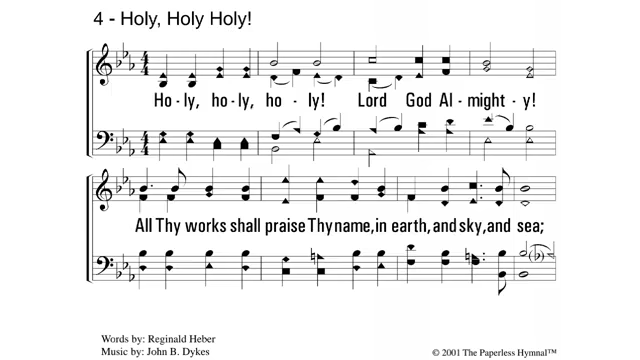 4 - Holy, Holy Holy!
Ho-ly, ho-ly, ho - ly! Lord God Al-might-y!
All Thy works shall praise Thy name, in earth, and sky, and sea;
Words by: Reginald Heber
Music by: John B. Dykes
© 2001 The Paperless Hymnal™